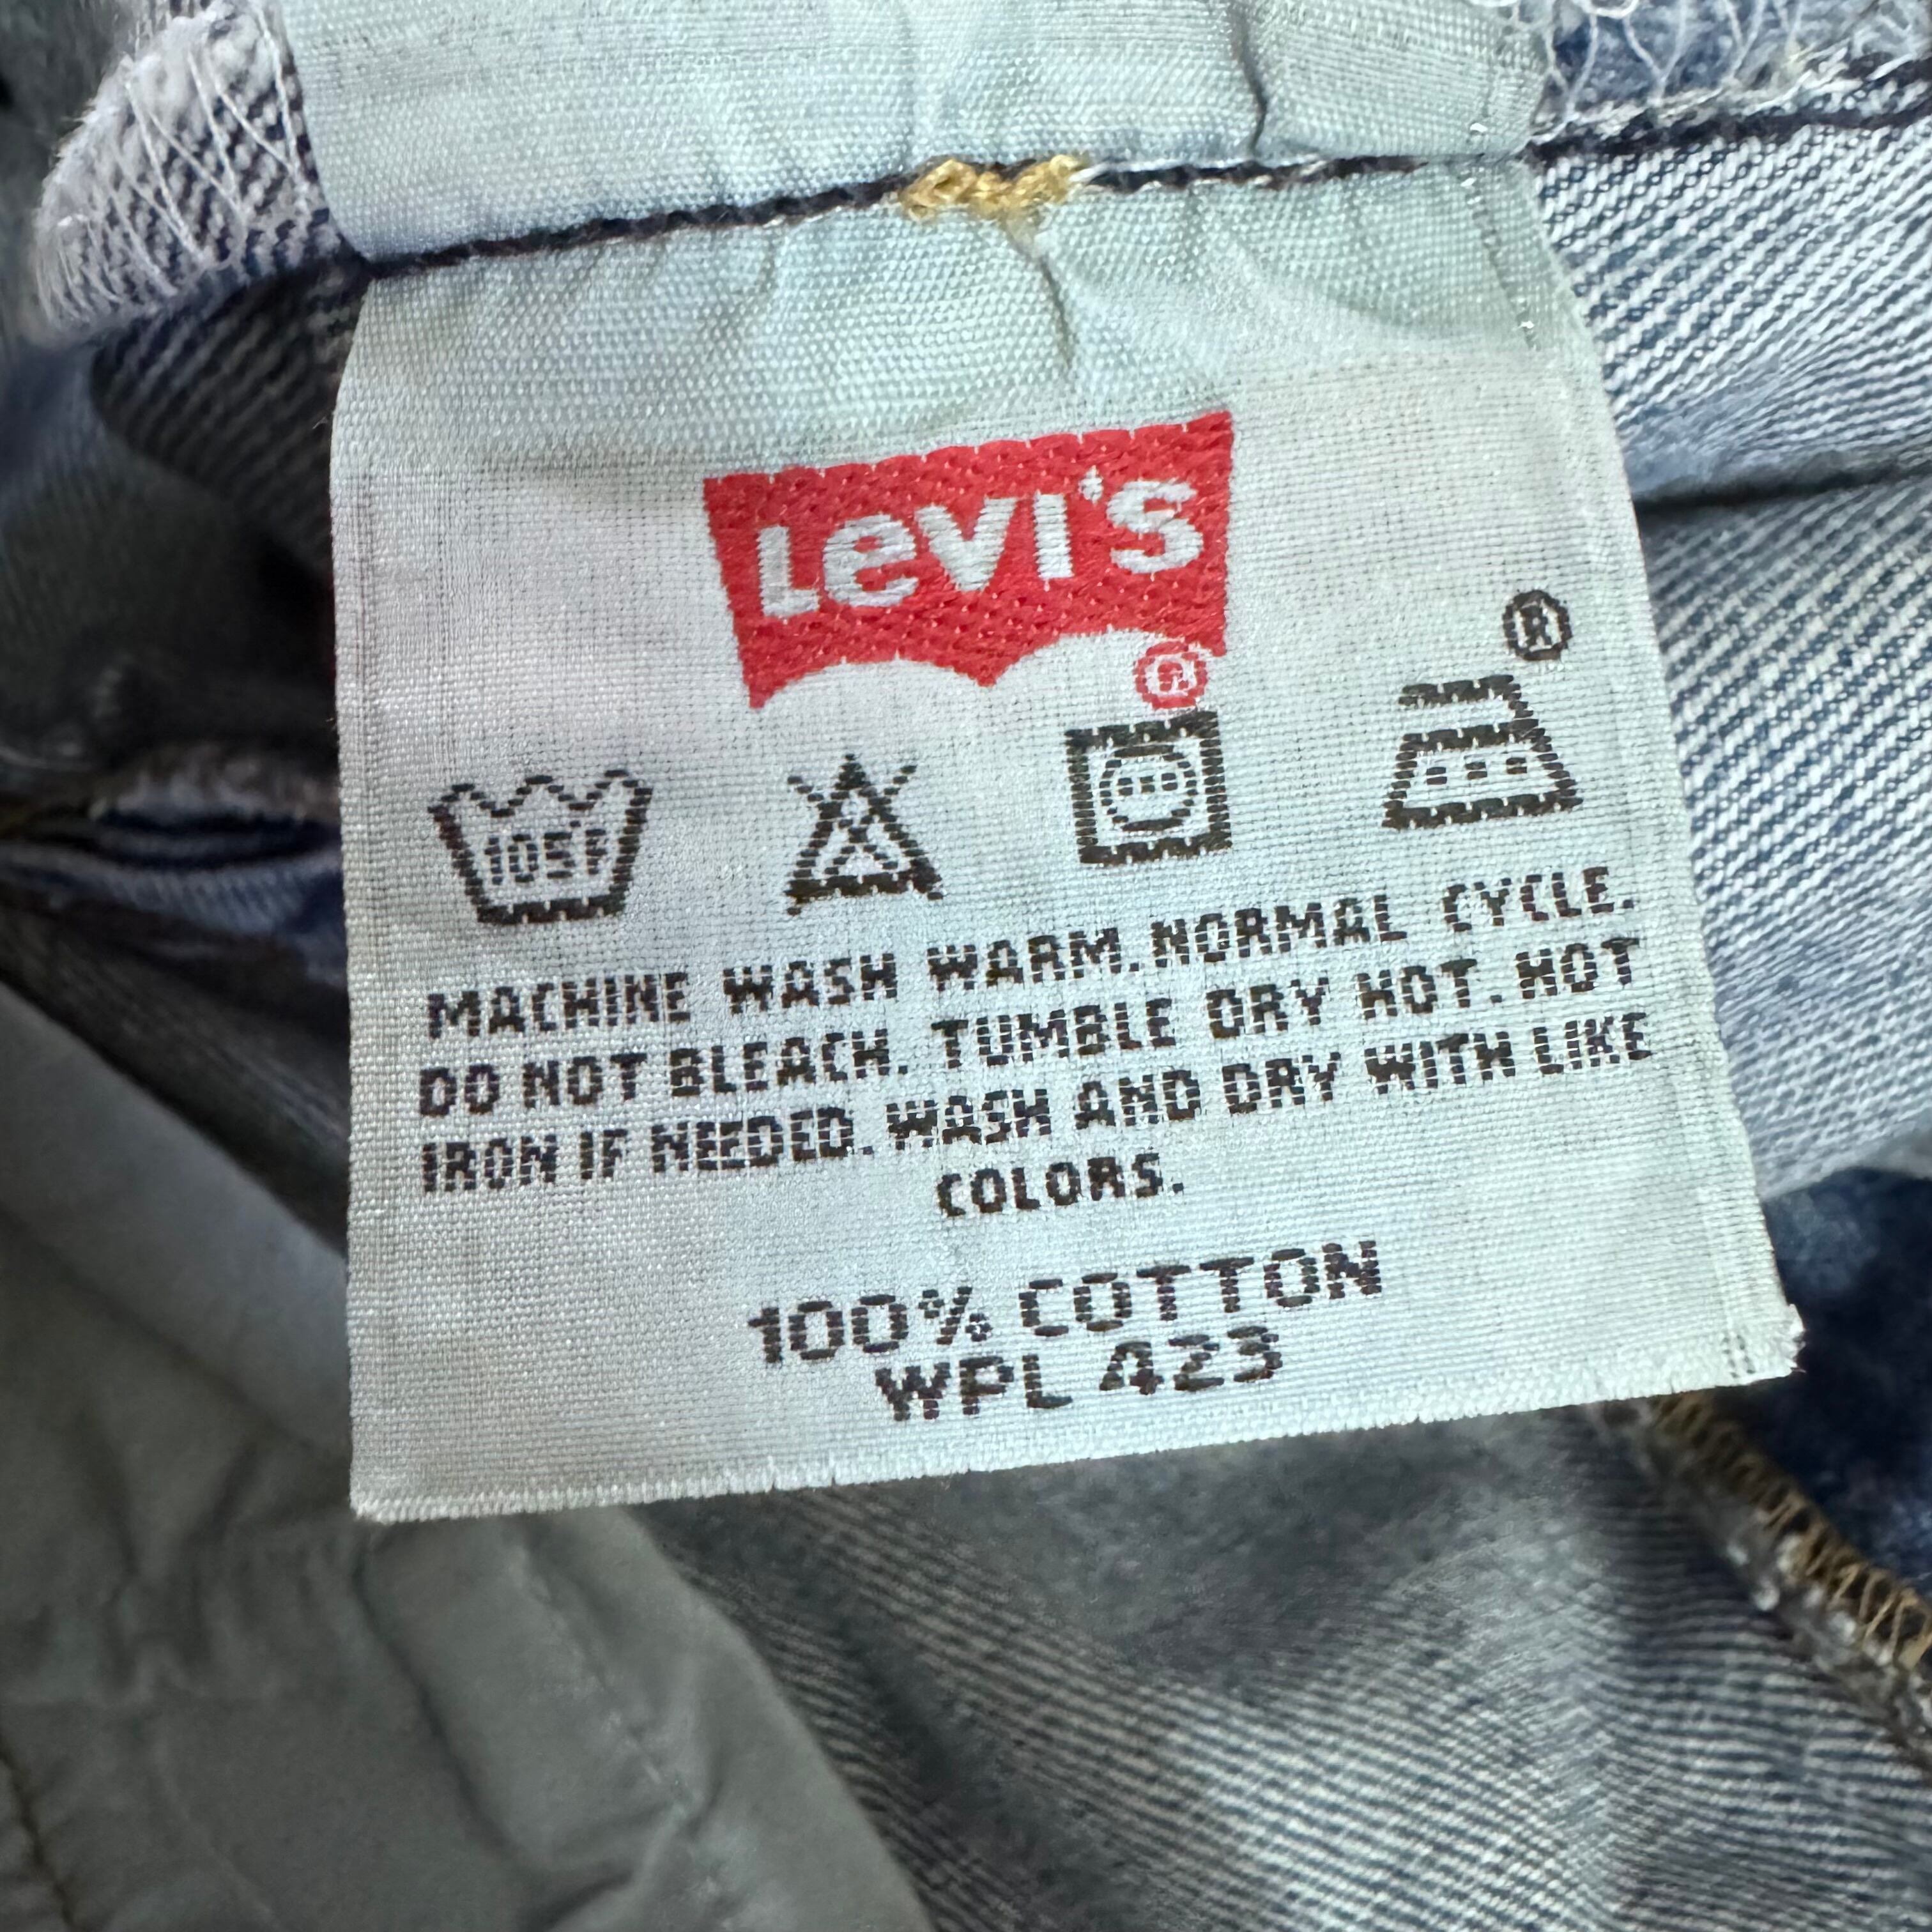 Levi's
®
®
105°F
MACHINE WASH WARM. NORMAL CYCLE.
DO NOT BLEACH. TUMBLE DRY HOT. HOT
IRON IF NEEDED. WASH AND DRY WITH LIKE
COLORS.
100% COTTON
WPL 423